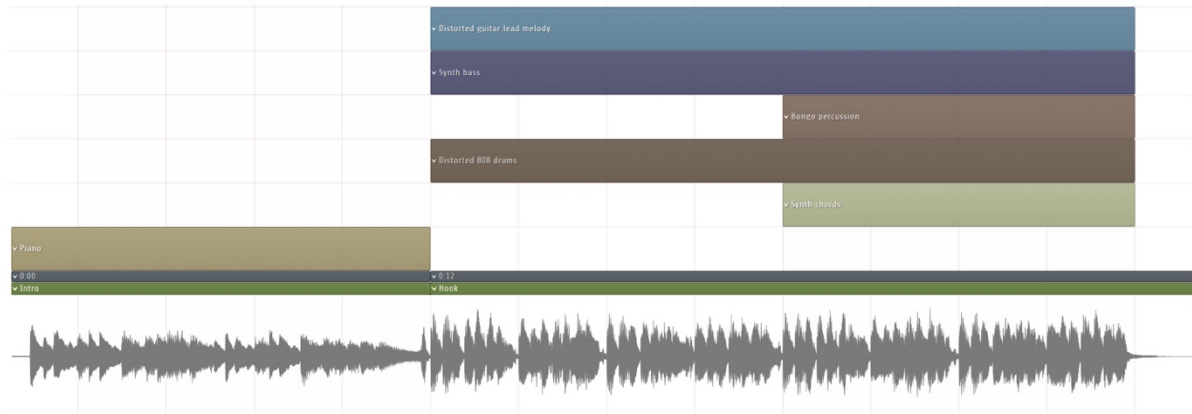 Distorted guitar lead melody
Synth bass
Bongo percussion
Distorted 808 drums
Synth chords
Piano
0:00 0:12
Intro Hook